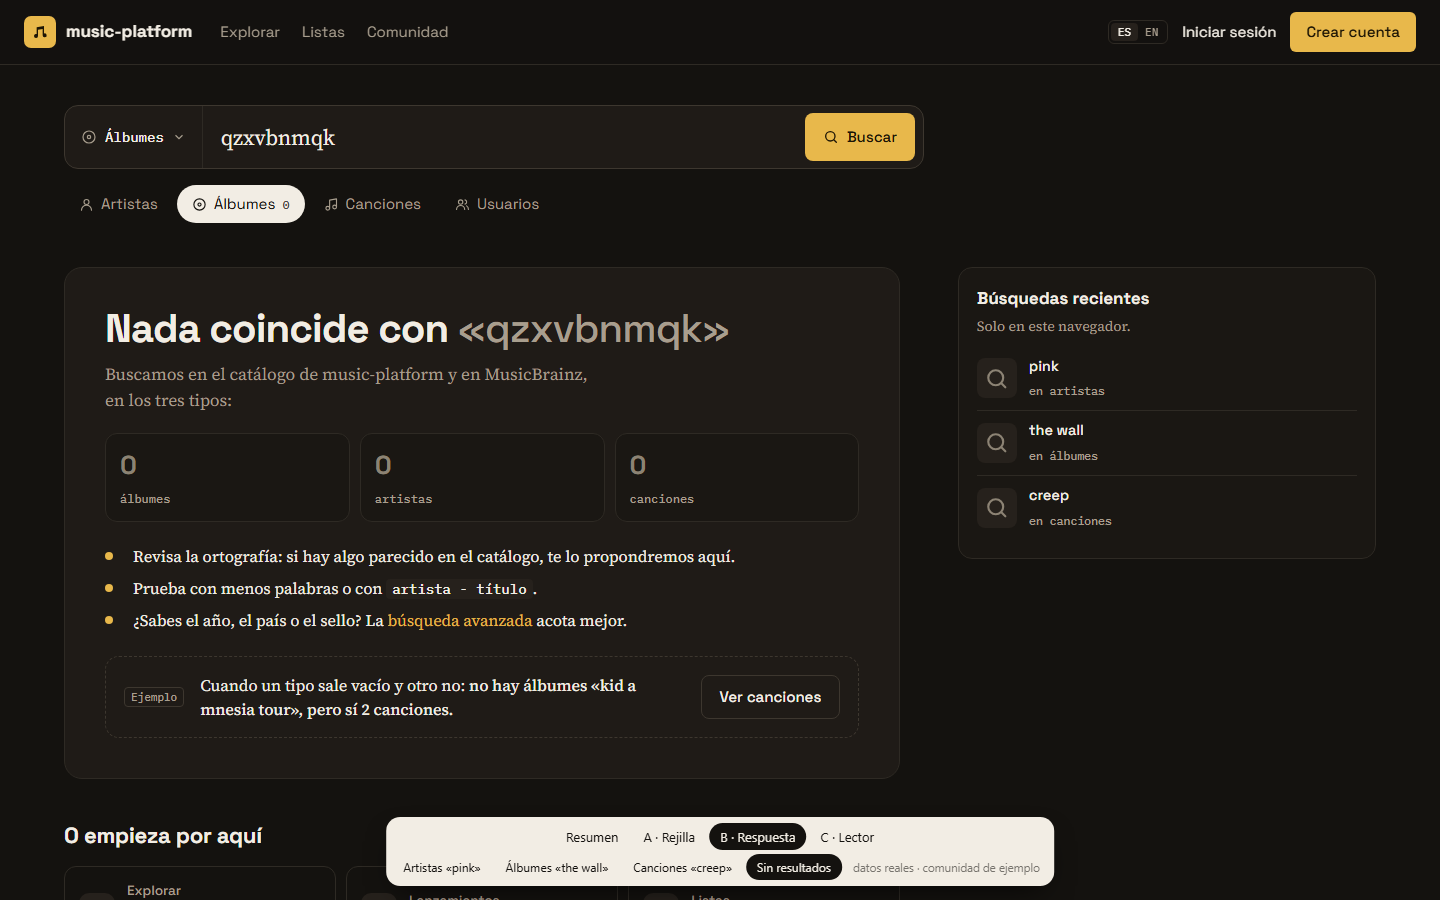 music-platform
Explorar
Listas
Comunidad
ES EN
Iniciar sesión
Crear cuenta
Álbumes
qzxvbnmqk
Buscar
Artistas
Álbumes 0
Canciones
Usuarios
Nada coincide con «qzxvbnmqk»
Buscamos en el catálogo de music-platform y en MusicBrainz,
en los tres tipos:
0
álbumes
0
artistas
0
canciones
Revisa la ortografía: si hay algo parecido en el catálogo, te lo propondremos aquí.
Prueba con menos palabras o con artista - título.
¿Sabes el año, el país o el sello? La búsqueda avanzada acota mejor.
Ejemplo
Cuando un tipo sale vacío y otro no: no hay álbumes «kid a
mnesia tour», pero sí 2 canciones.
Ver canciones
Búsquedas recientes
Solo en este navegador.
pink
en artistas
the wall
en álbumes
creep
en canciones
O empieza por aquí
Explorar
Lanzamientos
Listas
Resumen
A · Rejilla
B · Respuesta
C · Lector
Artistas «pink»
Álbumes «the wall»
Canciones «creep»
Sin resultados
datos reales · comunidad de ejemplo